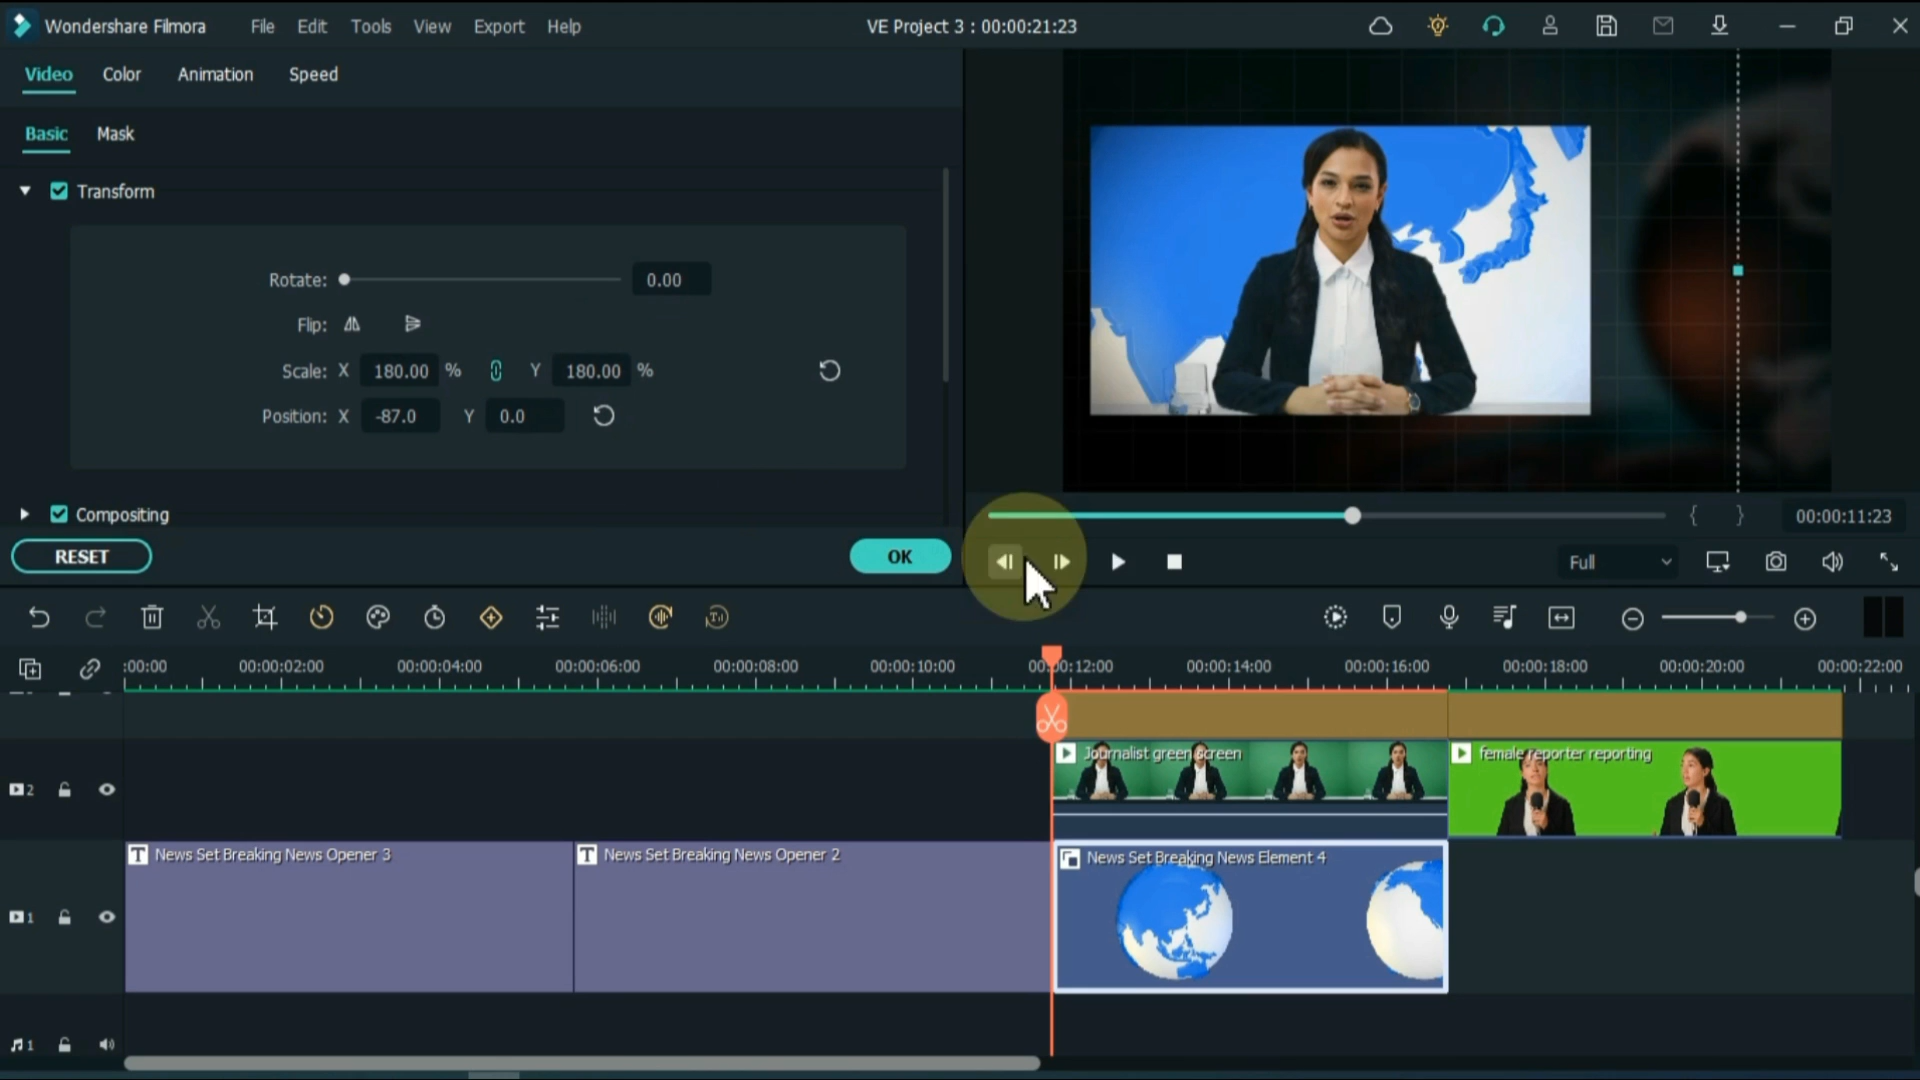 Wondershare Filmora File Edit Tools View Export Help VE Project 3 : 00:00:21:23
Video Color Animation Speed
Basic Mask
Transform
Rotate: 0.00
Flip:
Scale: X 180.00 % Y 180.00 %
Position: X -87.0 Y 0.0
Compositing
RESET OK
{ } 00:00:11:23
Full
:00:00 00:00:02:00 00:00:04:00 00:00:06:00 00:00:08:00 00:00:10:00 00:00:12:00 00:00:14:00 00:00:16:00 00:00:18:00 00:00:20:00 00:00:22:00
2 Journalist green screen female reporter reporting
T News Set Breaking News Opener 3 T News Set Breaking News Opener 2 News Set Breaking News Element 4
1
1